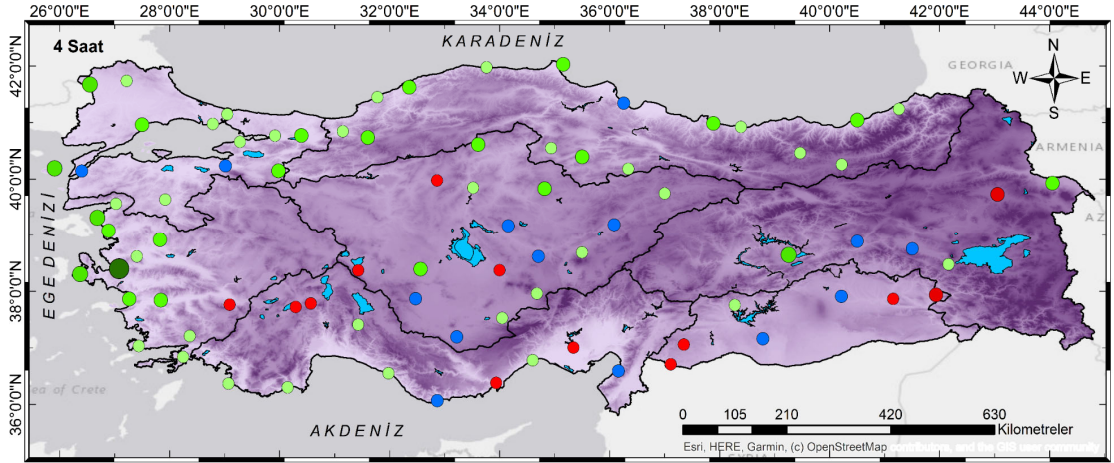 26°0'0"E 28°0'0"E 30°0'0"E 32°0'0"E 34°0'0"E 36°0'0"E 38°0'0"E 40°0'0"E 42°0'0"E 44°0'0"E
4 Saat
KARADENİZ
N
W E
S
GEORGIA
ARMENIA
AZ
42°0'0"N
40°0'0"N
38°0'0"N
36°0'0"N
EGE DENİZİ
Sea of Crete
AKDENİZ
0 105 210 420 630
Kilometreler
SYRIA
Esri, HERE, Garmin, (c) OpenStreetMap contributors, and the GIS user community